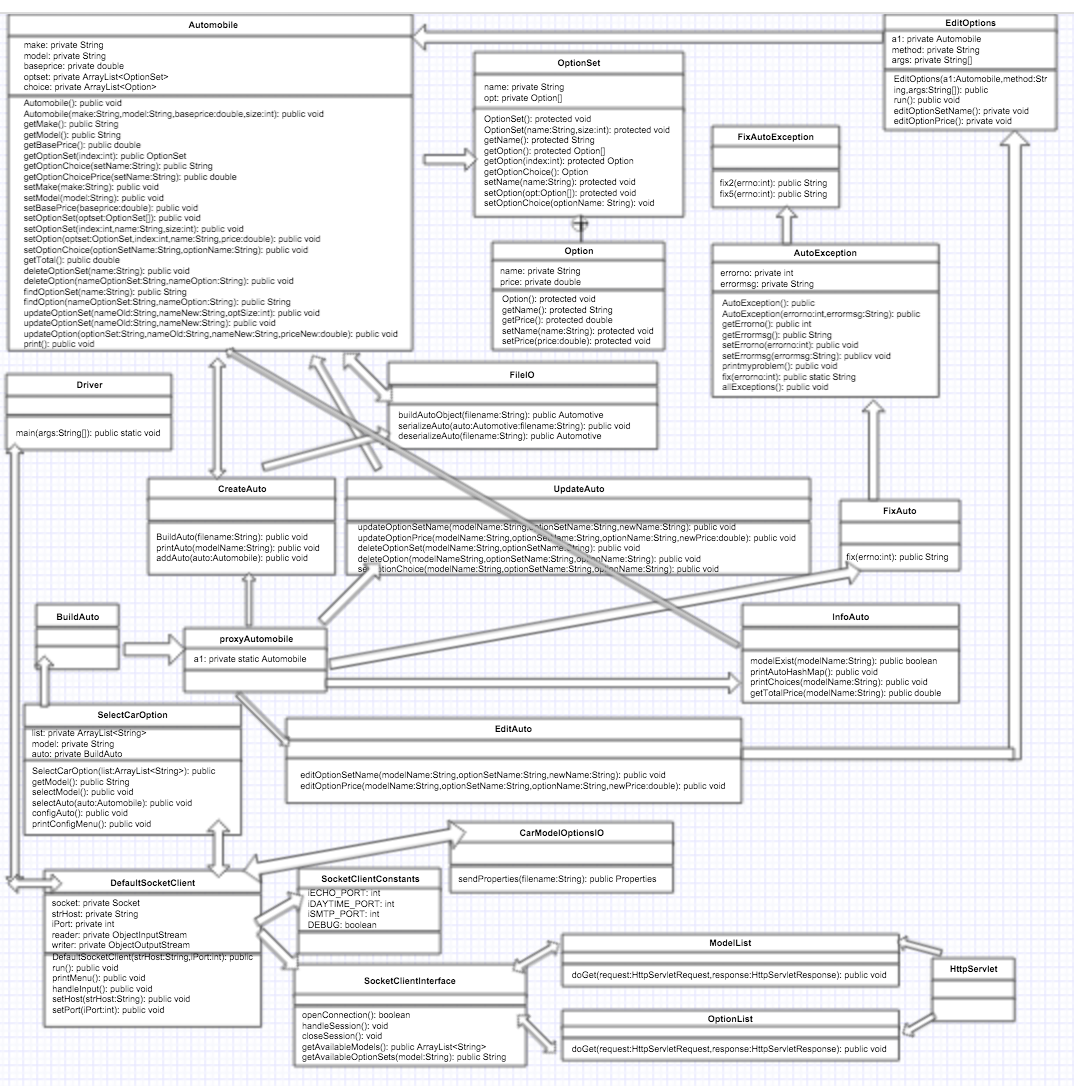 Automobile
make: private String
model: private String
baseprice: private double
optset: private ArrayList<OptionSet>
choice: private ArrayList<Option>
Automobile(): public void
Automobile(make:String,model:String,baseprice:double,size:int): public void
getMake(): public String
getModel(): public String
getBasePrice(): public double
getOptionSet(index:int): public OptionSet
getOptionChoice(setName:String): public String
getOptionChoicePrice(setName:String): public double
setMake(make:String): public void
setModel(model:String): public void
setBasePrice(baseprice:double): public void
setOptionSet(optset:OptionSet[]): public void
setOptionSet(index:int,name:String,size:int): public void
setOption(optset:OptionSet,index:int,name:String,price:double): public void
setOptionChoice(optionSetName:String,optionName:String): public void
getTotal(): public double
deleteOptionSet(name:String): public void
deleteOption(nameOptionSet:String,nameOption:String): public void
findOptionSet(name:String): public String
findOption(nameOptionSet:String,nameOption:String): public String
updateOptionSet(nameOld:String,nameNew:String,optSize:int): public void
updateOptionSet(nameOld:String,nameNew:String): public void
updateOption(optionSet:String,nameOld:String,nameNew:String,priceNew:double): public void
print(): public void
EditOptions
a1: private Automobile
method: private String
args: private String[]
EditOptions(a1:Automobile,method:Str
ing,args:String[]): public
run(): public void
editOptionSetName(): private void
editOptionPrice(): private void
OptionSet
name: private String
opt: private Option[]
OptionSet(): protected void
OptionSet(name:String,size:int): protected void
getName(): protected String
getOption(): protected Option[]
getOption(index:int): protected Option
getOptionChoice(): Option
setName(name:String): protected void
setOption(opt:Option[]): protected void
setOptionChoice(optionName: String): void
FixAutoException
fix2(errno:int): public String
fix5(errno:int): public String
Option
name: private String
price: private double
Option(): protected void
getName(): protected String
getPrice(): protected double
setName(name:String): protected void
setPrice(price:double): protected void
AutoException
errorno: private int
errormsg: private String
AutoException(): public
AutoException(errorno:int,errormsg:String): public
getErrorno(): public int
getErrormsg(): public String
setErrorno(errorno:int): public void
setErrormsg(errormsg:String): publicv void
printmyproblem(): public void
fix(errorno:int): public static String
allExceptions(): public void
Driver
main(args:String[]): public static void
FileIO
buildAutoObject(filename:String): public Automotive
serializeAuto(auto:Automotive:filename:String): public void
deserializeAuto(filename:String): public Automotive
CreateAuto
BuildAuto(filename:String): public void
printAuto(modelName:String): public void
addAuto(auto:Automobile): public void
UpdateAuto
updateOptionSetName(modelName:String,optionSetName:String,newName:String): public void
updateOptionPrice(modelName:String,optionSetName:String,optionName:String,newPrice:double): public void
deleteOptionSet(modelName:String,optionSetName:String): public void
deleteOption(modelNameString,optionSetName:String,optionName:String): public void
optionChoice(modelName:String,optionSetName:String,optionName:String): public void
FixAuto
fix(errno:int): public String
BuildAuto
proxyAutomobile
a1: private static Automobile
InfoAuto
modelExist(modelName:String): public boolean
printAutoHashMap(): public void
printChoices(modelName:String): public void
getTotalPrice(modelName:String): public double
SelectCarOption
list: private ArrayList<String>
model: private String
auto: private BuildAuto
SelectCarOption(list:ArrayList<String>): public
getModel(): public String
selectModel(): public void
selectAuto(auto:Automobile): public void
configAuto(): public void
printConfigMenu(): public void
EditAuto
editOptionSetName(modelName:String,optionSetName:String,newName:String): public void
editOptionPrice(modelName:String,optionSetName:String,optionName:String,newPrice:double): public void
CarModelOptionsIO
sendProperties(filename:String): public Properties
DefaultSocketClient
socket: private Socket
strHost: private String
iPort: private int
reader: private ObjectInputStream
writer: private ObjectOutputStream
DefaultSocketClient(strHost:String,iPort:int): public
run(): public void
printMenu(): public void
handleInput(): public void
setHost(strHost:String): public void
setPort(iPort:int): public void
SocketClientConstants
iECHO_PORT: int
iDAYTIME_PORT: int
iSMTP_PORT: int
DEBUG: boolean
SocketClientInterface
openConnection(): boolean
handleSession(): void
closeSession(): void
getAvailableModels(): public ArrayList<String>
getAvailableOptionSets(model:String): public String
ModelList
doGet(request:HttpServletRequest,response:HttpServletResponse): public void
HttpServlet
OptionList
doGet(request:HttpServletRequest,response:HttpServletResponse): public void